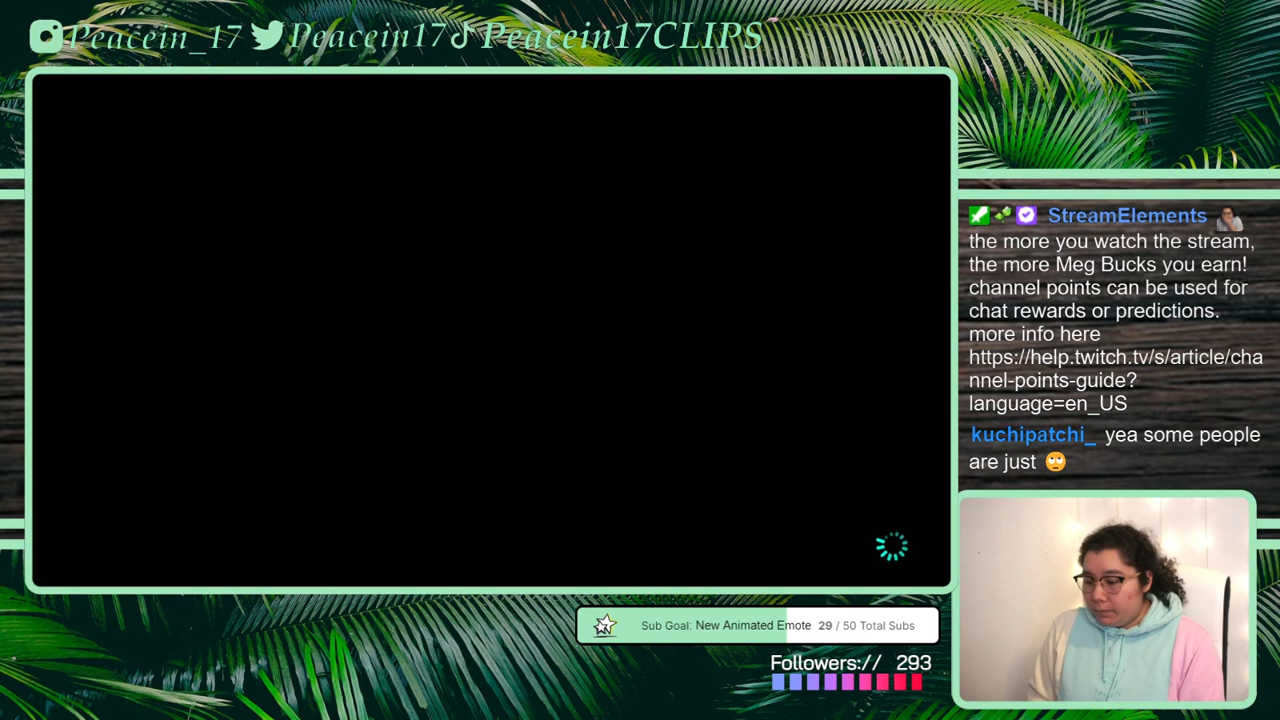 Peacein_17 Peacein17 Peacein17CLIPS
StreamElements
the more you watch the stream,
the more Meg Bucks you earn!
channel points can be used for
chat rewards or predictions.
more info here
https://help.twitch.tv/s/article/cha
nnel-points-guide?
language=en_US
kuchipatchi_ yea some people
are just 🙄
Sub Goal: New Animated Emote 29 / 50 Total Subs
Followers:// 293